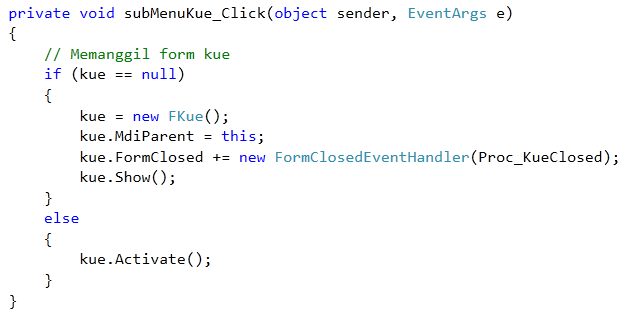 private void subMenuKue_Click(object sender, EventArgs e)
{
    // Memanggil form kue
    if (kue == null)
    {
        kue = new FKue();
        kue.MdiParent = this;
        kue.FormClosed += new FormClosedEventHandler(Proc_KueClosed);
        kue.Show();
    }
    else
    {
        kue.Activate();
    }
}